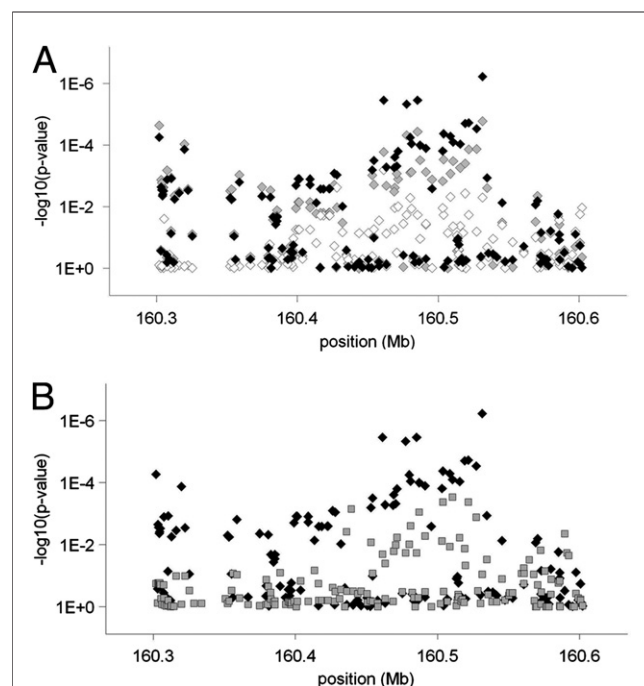 A
-log10(p-value)
1E-6
1E-4
1E-2
1E+0
160.3 160.4 160.5 160.6
position (Mb)
B
-log10(p-value)
1E-6
1E-4
1E-2
1E+0
160.3 160.4 160.5 160.6
position (Mb)